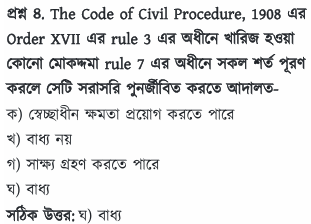 প্রশ্ন 8. The Code of Civil Procedure, 1908 এর
Order XVII এর rule 3 এর অধীনে খারিজ হওয়া
কোনো মোকদ্দমা rule 7 এর অধীনে সকল শর্ত পূরণ
করলে সেটি সরাসরি পুনর্জীবিত করতে আদালত-
ক) স্বেচ্ছাধীন ক্ষমতা প্রয়োগ করতে পারে
খ) বাধ্য নয়
গ) সাক্ষ্য গ্রহণ করতে পারে
ঘ) বাধ্য
সঠিক উত্তর: ঘ) বাধ্য